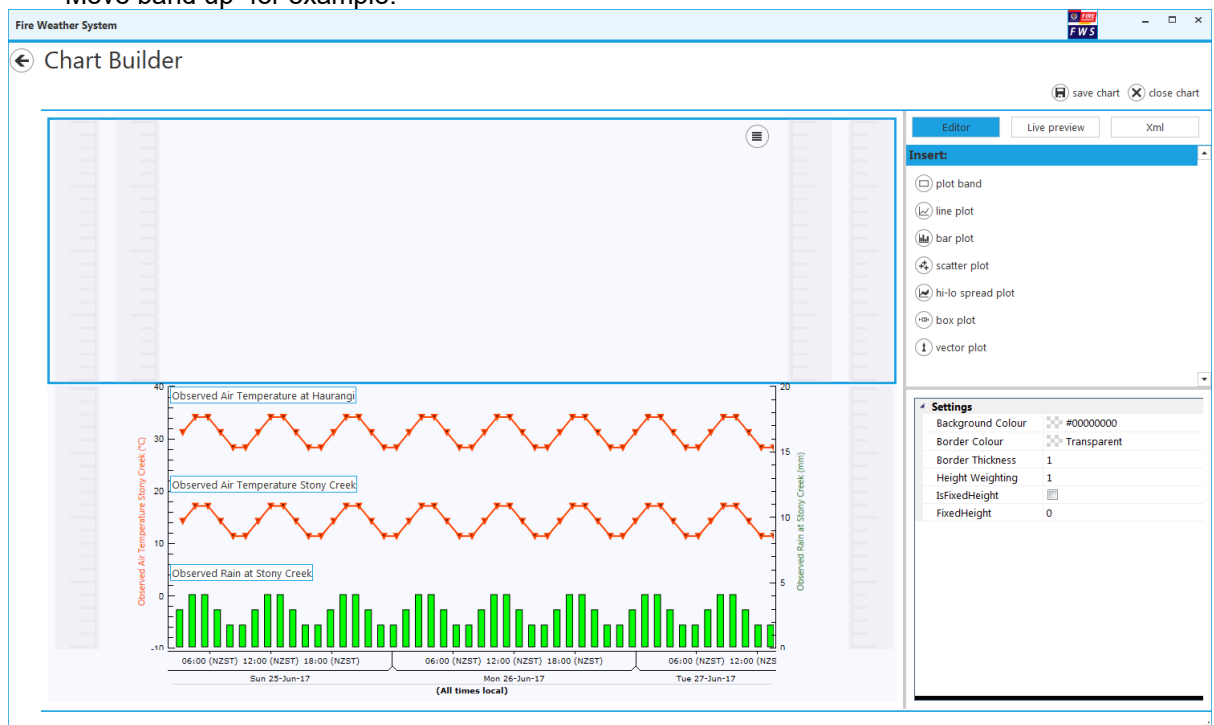 'Move band up' for example.
Fire Weather System
FIRE
FWS
Chart Builder
save chart
close chart
Editor
Live preview
Xml
Insert:
plot band
line plot
bar plot
scatter plot
hi-lo spread plot
box plot
vector plot
Settings
Background Colour #00000000
Border Colour Transparent
Border Thickness 1
Height Weighting 1
IsFixedHeight
FixedHeight 0
Observed Air Temperature at Haurangi
Observed Air Temperature Stony Creek
Observed Rain at Stony Creek
Observed Air Temperature Stony Creek (°C)
40
30
20
10
0
-10
20
15
10
5
0
Observed Rain at Stony Creek (mm)
06:00 (NZST) 12:00 (NZST) 18:00 (NZST) 06:00 (NZST) 12:00 (NZST) 18:00 (NZST) 06:00 (NZST) 12:00 (NZS
Sun 25-Jun-17 Mon 26-Jun-17 Tue 27-Jun-17
(All times local)